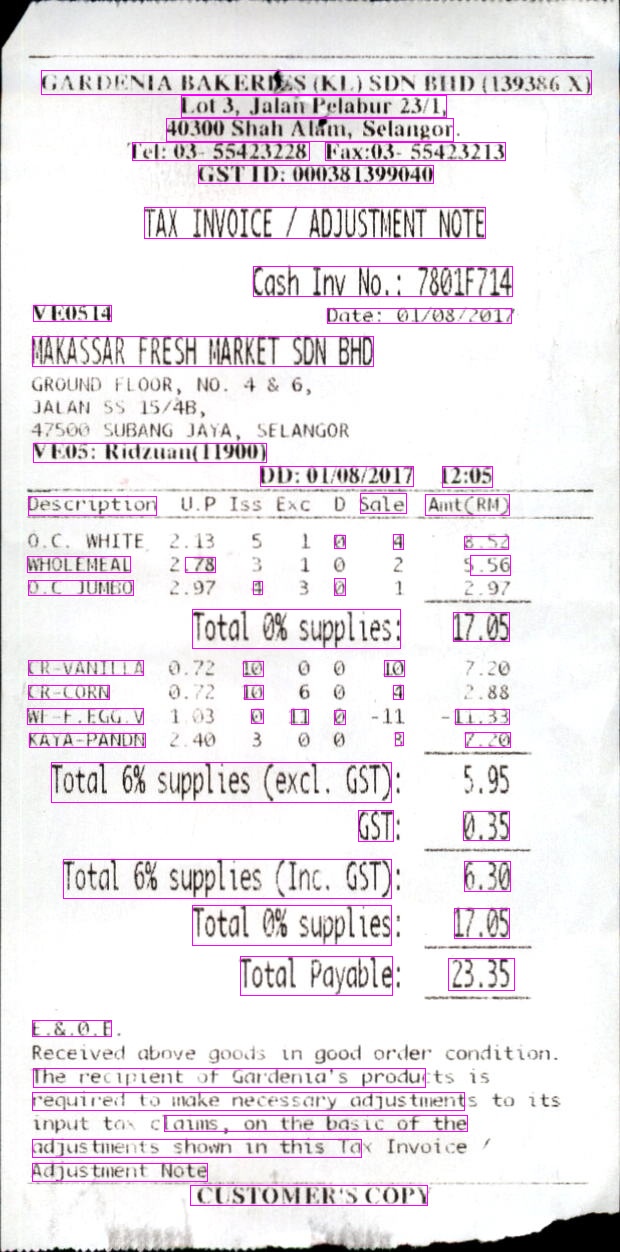 GARDENIA BAKERIES (KL) SDN BHD (139386 X)
Lot 3, Jalan Pelabur 23/1,
40300 Shah Alam, Selangor.
Tel: 03- 55423228 Fax:03- 55423213
GST ID: 000381399040
TAX INVOICE / ADJUSTMENT NOTE
Cash Inv No.: 7801F714
VE0514 Date: 01/08/2017
MAKASSAR FRESH MARKET SDN BHD
GROUND FLOOR, NO. 4 & 6,
JALAN SS 15/4B,
47500 SUBANG JAYA, SELANGOR
VE05: Ridzuan(11900)
DD: 01/08/2017 12:05
Description U.P Iss Exc D Sale Amt(RM)
O.C. WHITE 2.13 5 1 0 4 8.52
WHOLEMEAL 2.78 3 1 0 2 5.56
O.C JUMBO 2.97 4 3 0 1 2.97
Total 0% supplies: 17.05
CR-VANILLA 0.72 10 0 0 10 7.20
CR-CORN 0.72 10 6 0 4 2.88
WF-F.EGG.V 1.03 0 11 0 -11 -11.33
KAYA-PANDN 2.40 3 0 0 3 7.20
Total 6% supplies (excl. GST): 5.95
GST: 0.35
Total 6% supplies (Inc. GST): 6.30
Total 0% supplies: 17.05
Total Payable: 23.35
E.&.O.E.
Received above goods in good order condition.
The recipient of Gardenia's products is
required to make necessary adjustments to its
input tax claims, on the basic of the
adjustments shown in this Tax Invoice /
Adjustment Note
CUSTOMER'S COPY